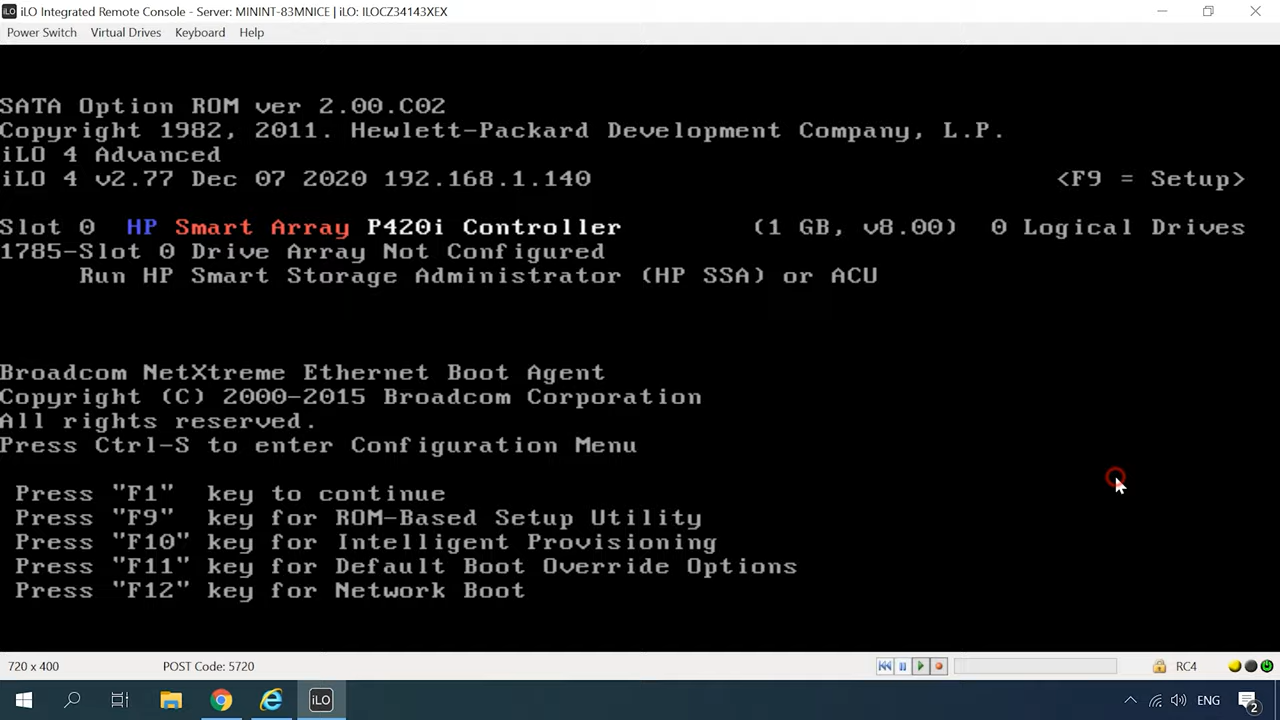 iLO Integrated Remote Console - Server: MININT-83MNICE | iLO: ILOCZ34143XEX
Power Switch Virtual Drives Keyboard Help
SATA Option ROM ver 2.00.C02
Copyright 1982, 2011. Hewlett-Packard Development Company, L.P.
iLO 4 Advanced
iLO 4 v2.77 Dec 07 2020 192.168.1.140 <F9 = Setup>
Slot 0 HP Smart Array P420i Controller (1 GB, v8.00) 0 Logical Drives
1785-Slot 0 Drive Array Not Configured
Run HP Smart Storage Administrator (HP SSA) or ACU
Broadcom NetXtreme Ethernet Boot Agent
Copyright (C) 2000-2015 Broadcom Corporation
All rights reserved.
Press Ctrl-S to enter Configuration Menu
Press "F1" key to continue
Press "F9" key for ROM-Based Setup Utility
Press "F10" key for Intelligent Provisioning
Press "F11" key for Default Boot Override Options
Press "F12" key for Network Boot
720 x 400 POST Code: 5720 RC4
iLO ENG 2